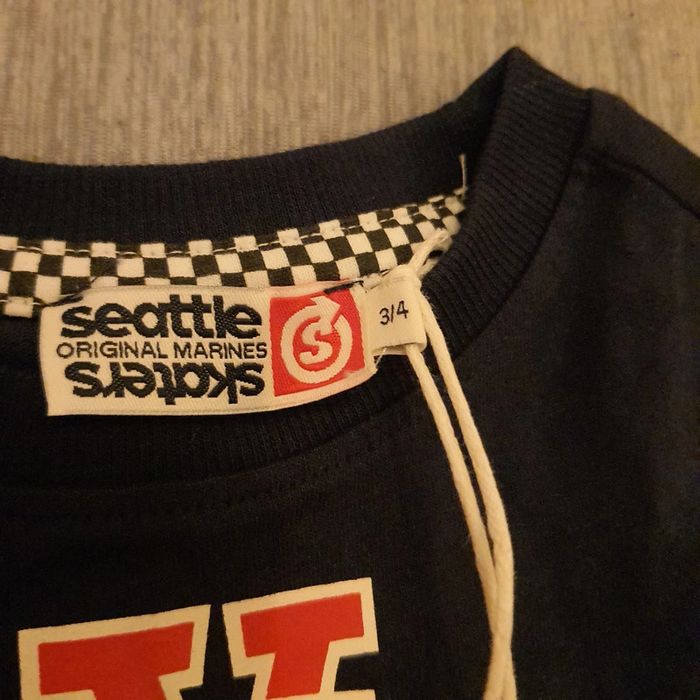 seattle
ORIGINAL MARINES
skaters
S
3/4